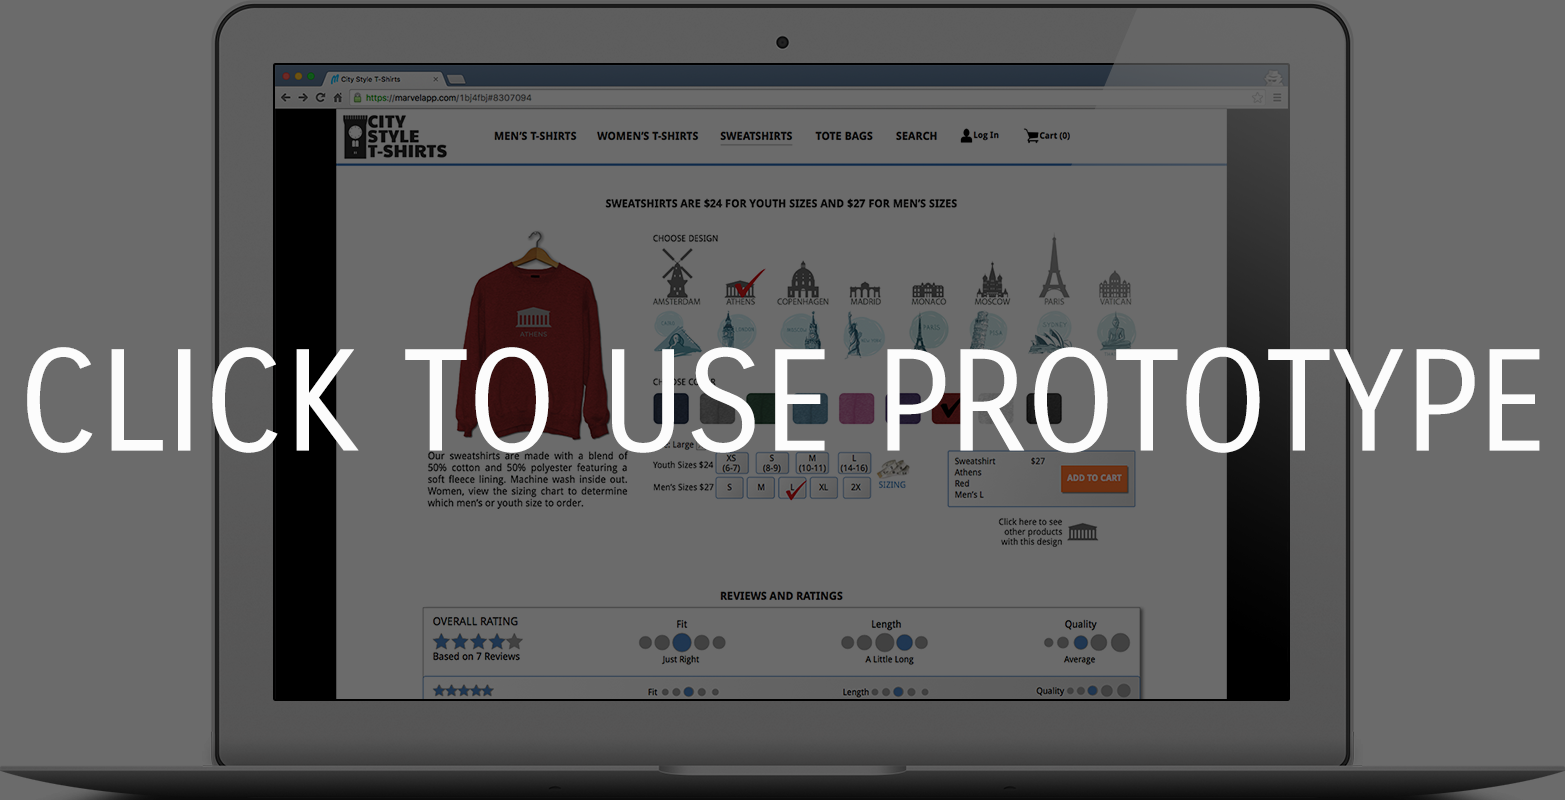 City Style T-Shirts
https://marvelapp.com/1bj4fbj#8307094
CITY
STYLE
T-SHIRTS
MEN'S T-SHIRTS WOMEN'S T-SHIRTS SWEATSHIRTS TOTE BAGS SEARCH Log In Cart (0)
SWEATSHIRTS ARE $24 FOR YOUTH SIZES AND $27 FOR MEN'S SIZES
CHOOSE DESIGN
AMSTERDAM ATHENS COPENHAGEN MADRID MONACO MOSCOW PARIS VATICAN
ATHENS
PARIS PISA SYDNEY
CLICK TO USE PROTOTYPE
Our sweatshirts are made with a blend of
50% cotton and 50% polyester featuring a
soft fleece lining. Machine wash inside out.
Women, view the sizing chart to determine
which men's or youth size to order.
Large
Youth Sizes $24 XS (6-7) S (8-9) M (10-11) L (14-16)
Men's Sizes $27 S M L XL 2X
SIZING
Sweatshirt $27
Athens
Red
Men's L
ADD TO CART
Click here to see
other products
with this design
REVIEWS AND RATINGS
OVERALL RATING Fit Length Quality
Based on 7 Reviews Just Right A Little Long Average
Fit Length Quality